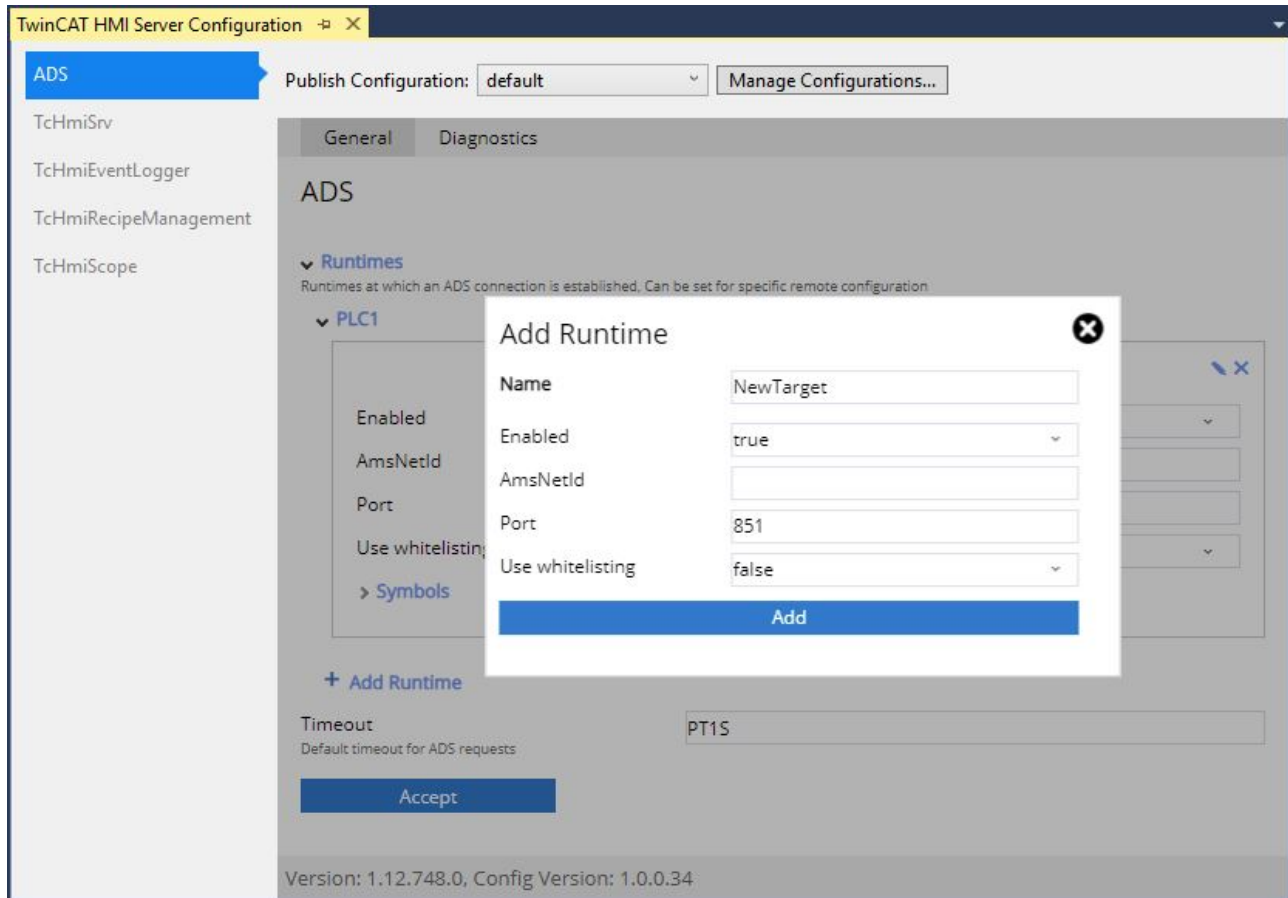 TwinCAT HMI Server Configuration
ADS
TcHmiSrv
TcHmiEventLogger
TcHmiRecipeManagement
TcHmiScope
Publish Configuration: default Manage Configurations...
General Diagnostics
ADS
Runtimes
Runtimes at which an ADS connection is established, Can be set for specific remote configuration
PLC1
Enabled
AmsNetId
Port
Use whitelisting
Symbols
Add Runtime
Name NewTarget
Enabled true
AmsNetId
Port 851
Use whitelisting false
Add
+ Add Runtime
Timeout PT1S
Default timeout for ADS requests
Accept
Version: 1.12.748.0, Config Version: 1.0.0.34